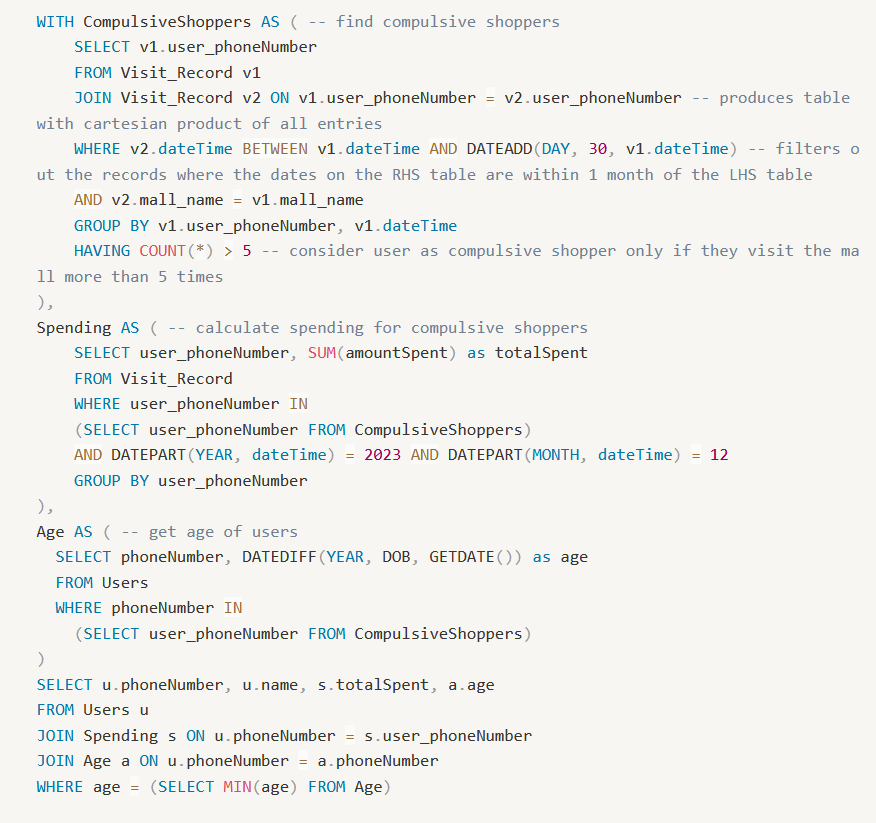 WITH CompulsiveShoppers AS ( -- find compulsive shoppers
    SELECT v1.user_phoneNumber
    FROM Visit_Record v1
    JOIN Visit_Record v2 ON v1.user_phoneNumber = v2.user_phoneNumber -- produces table
with cartesian product of all entries
    WHERE v2.dateTime BETWEEN v1.dateTime AND DATEADD(DAY, 30, v1.dateTime) -- filters o
ut the records where the dates on the RHS table are within 1 month of the LHS table
    AND v2.mall_name = v1.mall_name
    GROUP BY v1.user_phoneNumber, v1.dateTime
    HAVING COUNT(*) > 5 -- consider user as compulsive shopper only if they visit the ma
ll more than 5 times
),
Spending AS ( -- calculate spending for compulsive shoppers
    SELECT user_phoneNumber, SUM(amountSpent) as totalSpent
    FROM Visit_Record
    WHERE user_phoneNumber IN
    (SELECT user_phoneNumber FROM CompulsiveShoppers)
    AND DATEPART(YEAR, dateTime) = 2023 AND DATEPART(MONTH, dateTime) = 12
    GROUP BY user_phoneNumber
),
Age AS ( -- get age of users
  SELECT phoneNumber, DATEDIFF(YEAR, DOB, GETDATE()) as age
  FROM Users
  WHERE phoneNumber IN
    (SELECT user_phoneNumber FROM CompulsiveShoppers)
)
SELECT u.phoneNumber, u.name, s.totalSpent, a.age
FROM Users u
JOIN Spending s ON u.phoneNumber = s.user_phoneNumber
JOIN Age a ON u.phoneNumber = a.phoneNumber
WHERE age = (SELECT MIN(age) FROM Age)